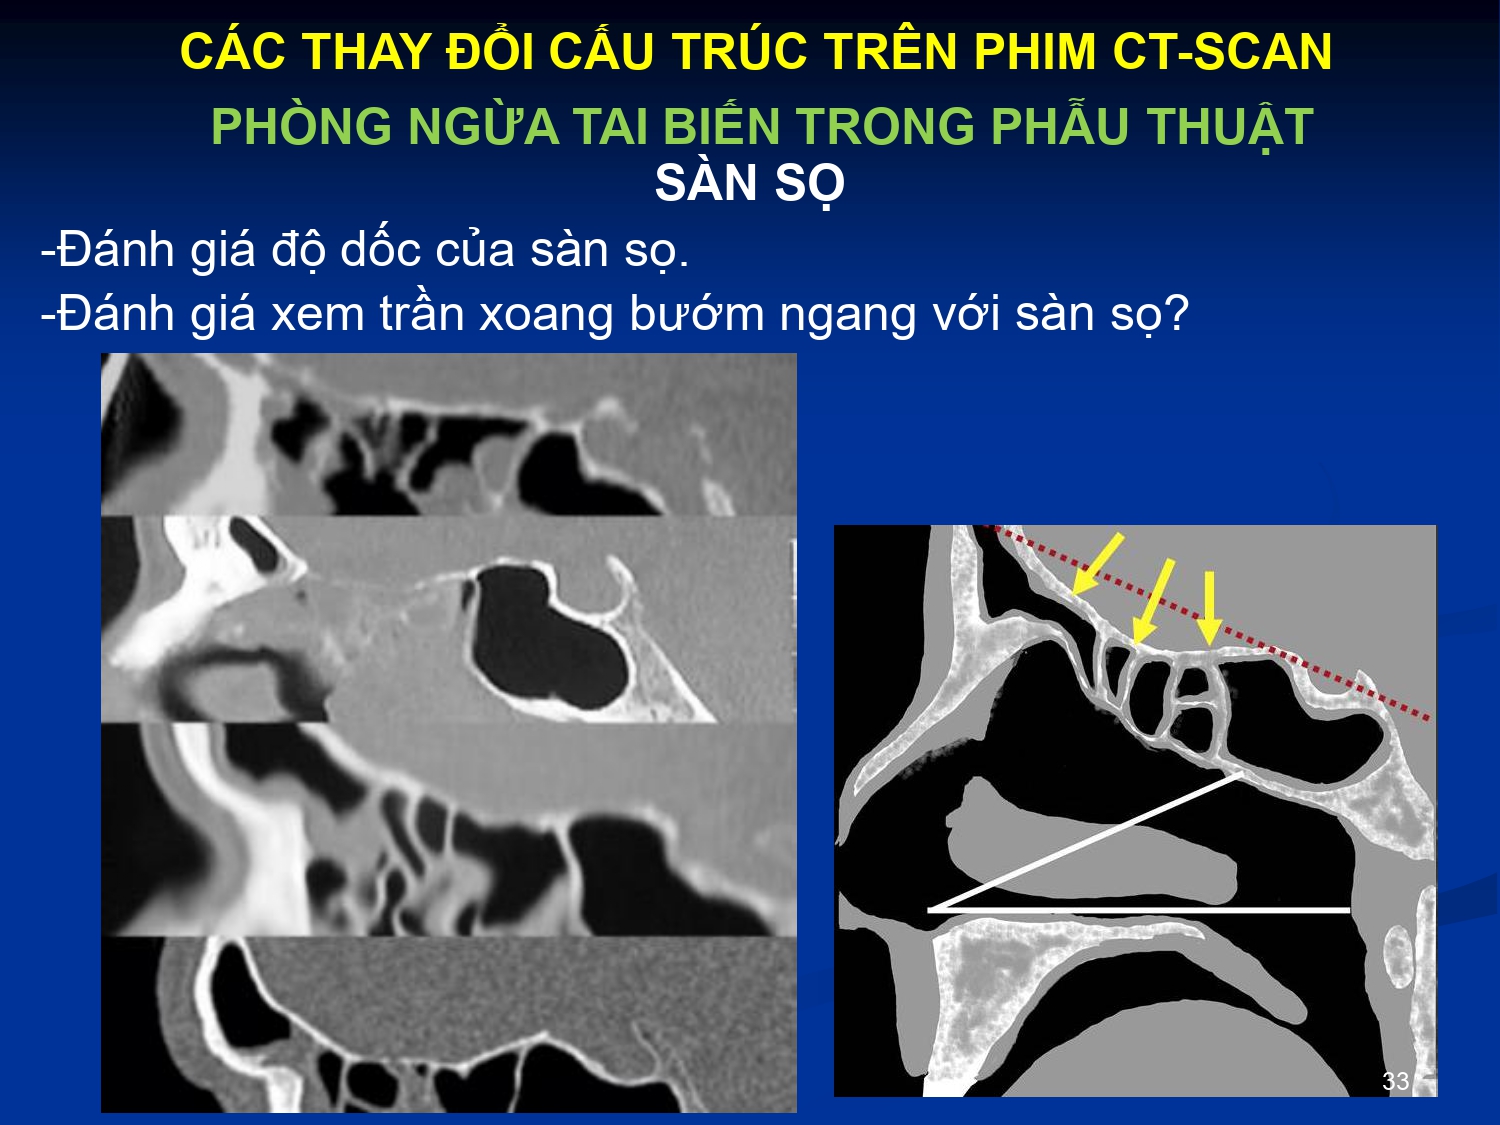 CÁC THAY ĐỔI CẤU TRÚC TRÊN PHIM CT-SCAN
PHÒNG NGỪA TAI BIẾN TRONG PHẪU THUẬT
SÀN SỌ
-Đánh giá độ dốc của sàn sọ.
-Đánh giá xem trần xoang bướm ngang với sàn sọ?
33